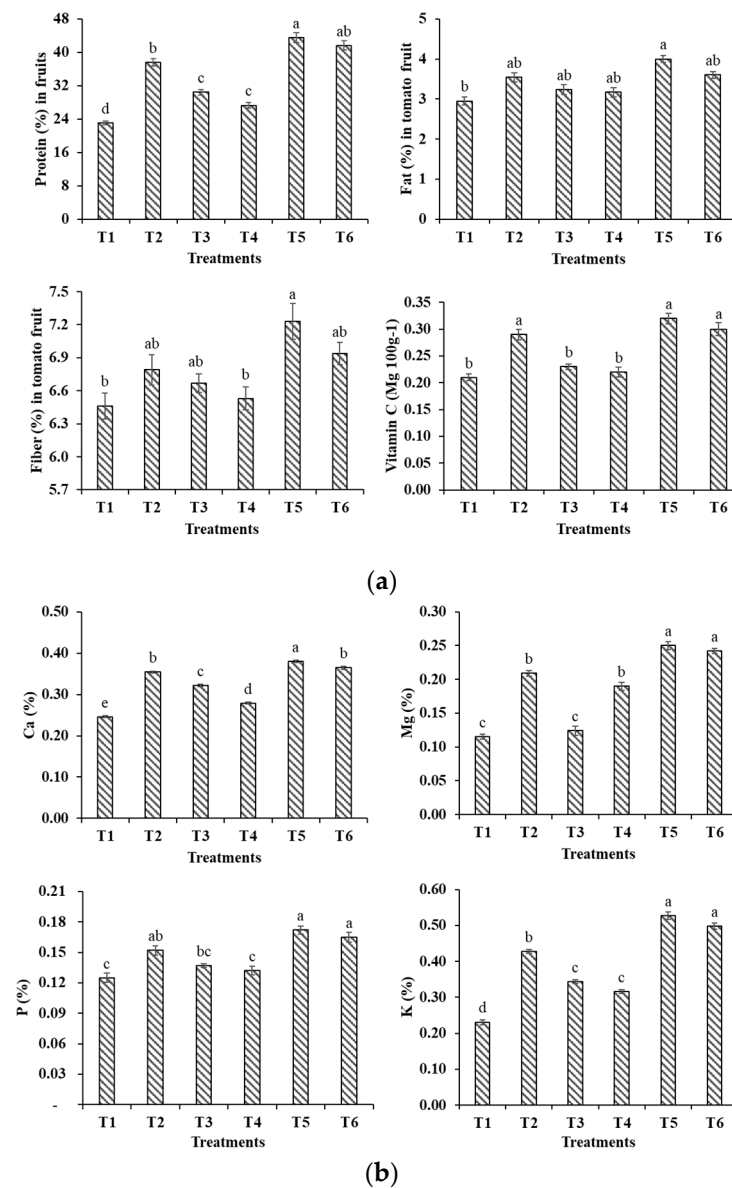 Protein (%) in fruits
48
40
32
24
16
8
0
d
b
c
c
a
ab
T1 T2 T3 T4 T5 T6
Treatments
Fat (%) in tomato fruit
5
4
3
2
1
0
b
ab
ab
ab
a
ab
T1 T2 T3 T4 T5 T6
Treatments
Fiber (%) in tomato fruit
7.5
7.2
6.9
6.6
6.3
6.0
5.7
b
ab
ab
b
a
ab
T1 T2 T3 T4 T5 T6
Treatments
Vitamin C (Mg 100g-1)
0.35
0.30
0.25
0.20
0.15
0.10
0.05
0.00
b
a
b
b
a
a
T1 T2 T3 T4 T5 T6
Treatments
(a)
Ca (%)
0.50
0.40
0.30
0.20
0.10
0.00
e
b
c
d
a
b
T1 T2 T3 T4 T5 T6
Treatments
Mg (%)
0.30
0.25
0.20
0.15
0.10
0.05
0.00
c
b
c
b
a
a
T1 T2 T3 T4 T5 T6
Treatments
P (%)
0.21
0.18
0.15
0.12
0.09
0.06
0.03
-
c
ab
bc
c
a
a
T1 T2 T3 T4 T5 T6
Treatments
K (%)
0.60
0.50
0.40
0.30
0.20
0.10
0.00
d
b
c
c
a
a
T1 T2 T3 T4 T5 T6
Treatments
(b)